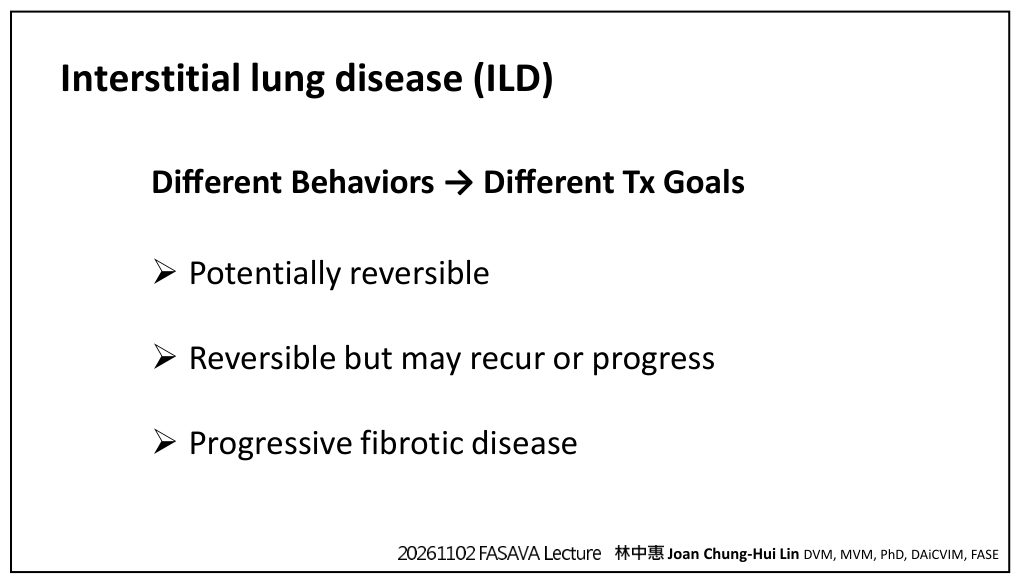 Interstitial lung disease (ILD)
Different Behaviors → Different Tx Goals
➢ Potentially reversible
➢ Reversible but may recur or progress
➢ Progressive fibrotic disease
20261102 FASAVA Lecture 林中惠 Joan Chung-Hui Lin DVM, MVM, PhD, DAiCVIM, FASE